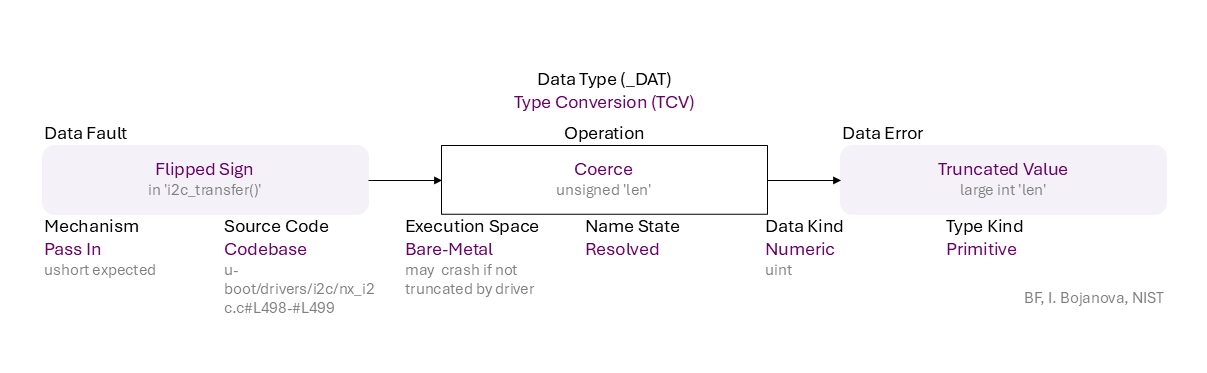 Data Type (_DAT)
Type Conversion (TCV)
Data Fault
Operation
Data Error
Flipped Sign
in 'i2c_transfer()'
Coerce
unsigned 'len'
Truncated Value
large int 'len'
Mechanism
Pass In
ushort expected
Source Code
Codebase
u-
boot/drivers/i2c/nx_i2
c.c#L498-#L499
Execution Space
Bare-Metal
may  crash if not
truncated by driver
Name State
Resolved
Data Kind
Numeric
uint
Type Kind
Primitive
BF, I. Bojanova, NIST